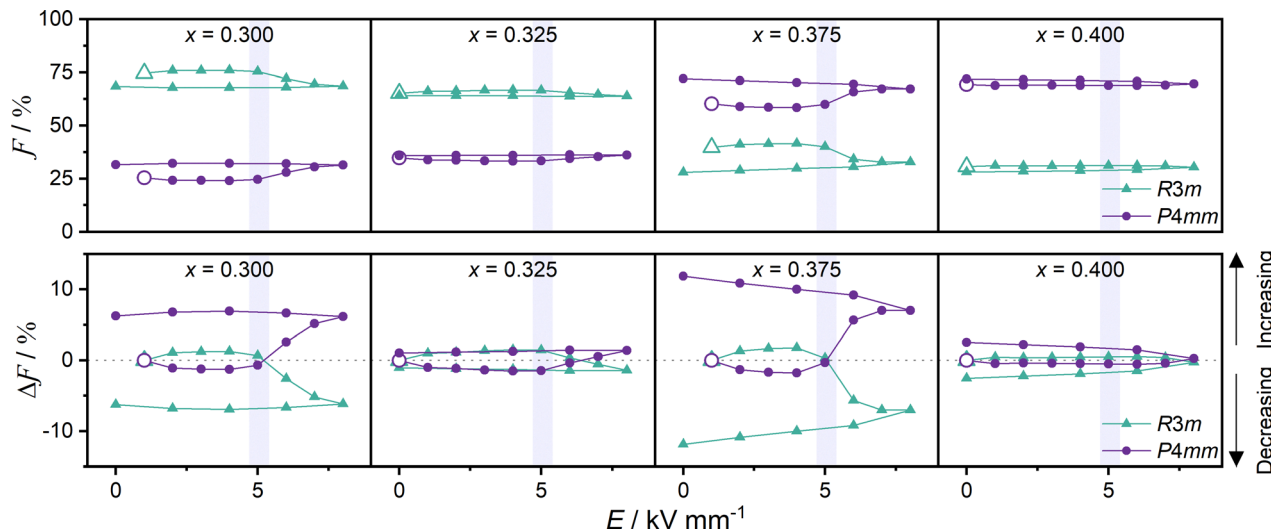 100
75
50
25
0
F / %
x = 0.300
x = 0.325
x = 0.375
x = 0.400
R3m
P4mm
10
0
-10
ΔF / %
x = 0.300
x = 0.325
x = 0.375
x = 0.400
R3m
P4mm
Increasing
Decreasing
0
5
0
5
0
5
0
5
E / kV mm⁻¹